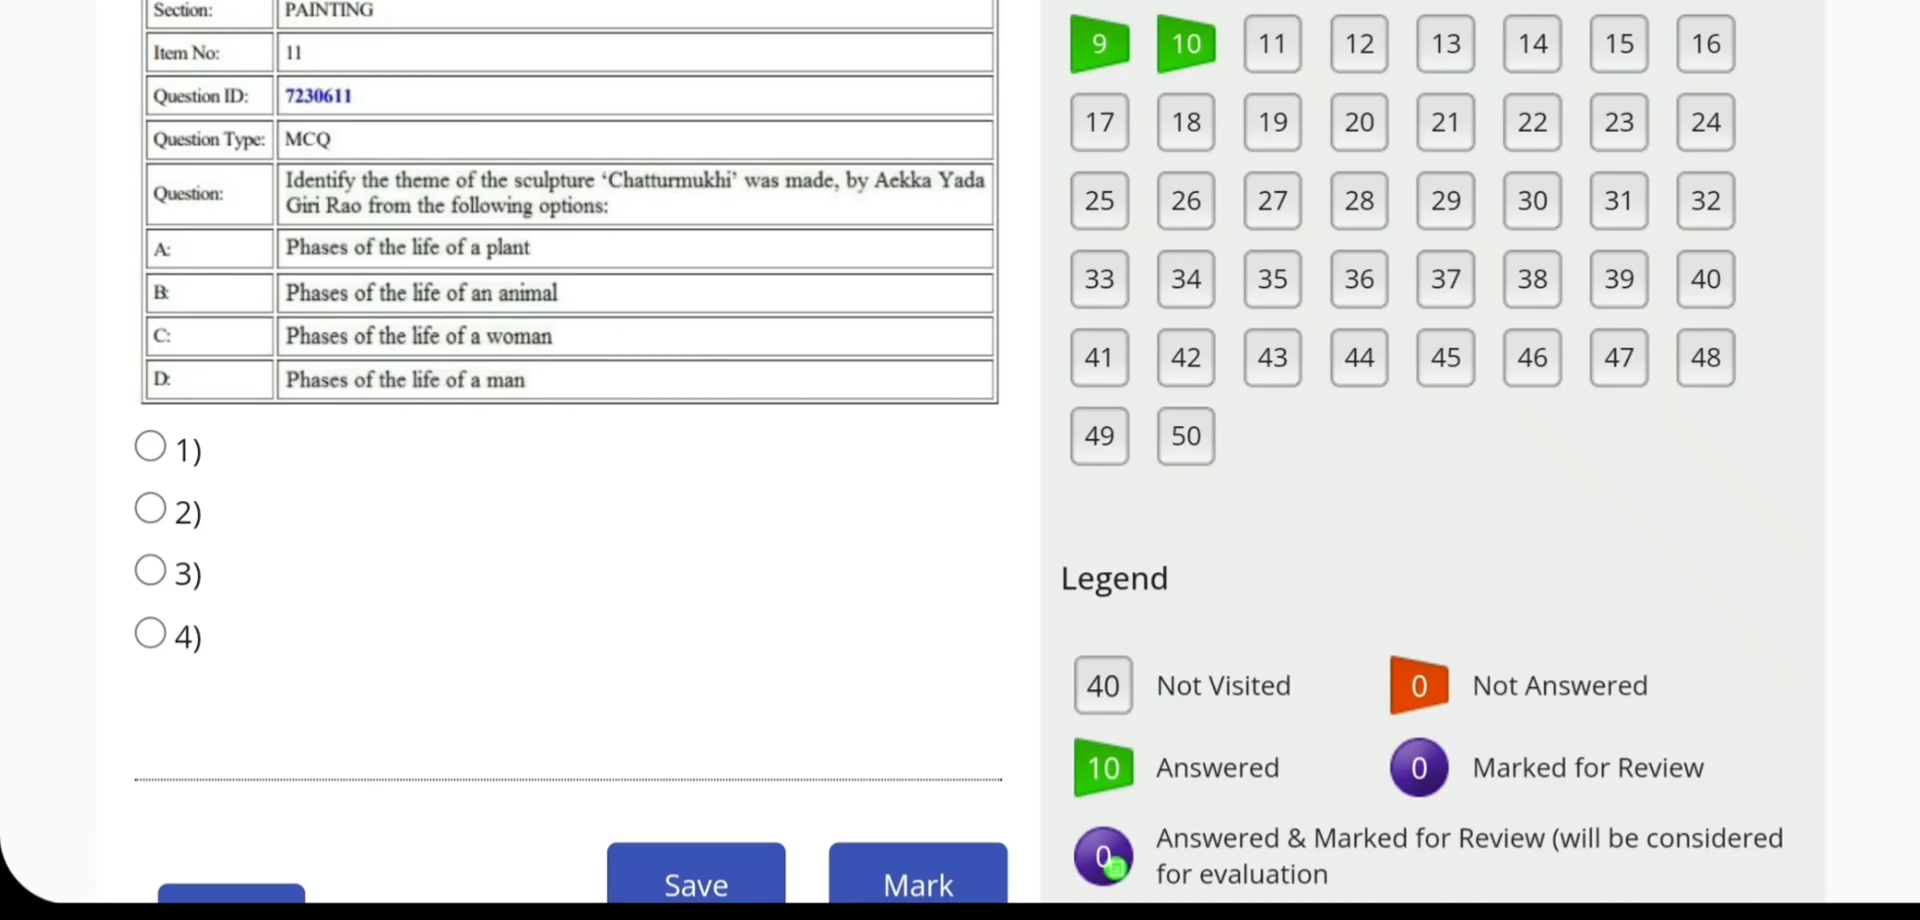 Section: PAINTING
Item No: 11
Question ID: 7230611
Question Type: MCQ
Question: Identify the theme of the sculpture ‘Chatturmukhi’ was made, by Aekka Yada
Giri Rao from the following options:
A: Phases of the life of a plant
B: Phases of the life of an animal
C: Phases of the life of a woman
D: Phases of the life of a man
1)
2)
3)
4)
Save
Mark
9 10 11 12 13 14 15 16
17 18 19 20 21 22 23 24
25 26 27 28 29 30 31 32
33 34 35 36 37 38 39 40
41 42 43 44 45 46 47 48
49 50
Legend
40 Not Visited 0 Not Answered
10 Answered 0 Marked for Review
0 Answered & Marked for Review (will be considered
for evaluation